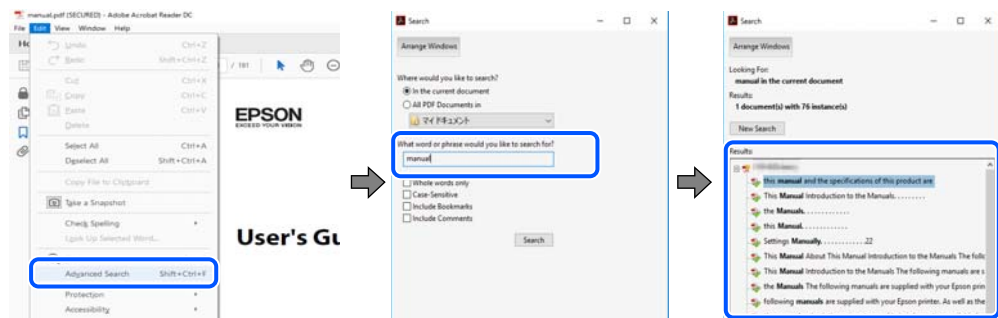 manual.pdf (SECURED) - Adobe Acrobat Reader DC
File Edit View Window Help
Undo Ctrl+Z
Redo Shift+Ctrl+Z
Cut Ctrl+X
Copy Ctrl+C
Paste Ctrl+V
Delete
Select All Ctrl+A
Deselect All Shift+Ctrl+A
Copy File to Clipboard
Take a Snapshot
Check Spelling
Look Up Selected Word...
Advanced Search Shift+Ctrl+F
Protection
Accessibility
/ 181
EPSON
EXCEED YOUR VISION
User's Gu
Search
Arrange Windows
Where would you like to search?
In the current document
All PDF Documents in
マイ ドキュメント
What word or phrase would you like to search for?
manual
Whole words only
Case-Sensitive
Include Bookmarks
Include Comments
Search
Search
Arrange Windows
Looking For:
manual in the current document
Results:
1 document(s) with 76 instance(s)
New Search
Results:
this manual and the specifications of this product are
This Manual Introduction to the Manuals. . . . . . . . .
the Manuals. . . . . . . . . . . . .
this Manual. . . . . . . . . . . . .
Settings Manually. . . . . . . . . . . . .22
This Manual About This Manual Introduction to the Manuals The follo
This Manual Introduction to the Manuals The following manuals are s
the Manuals The following manuals are supplied with your Epson prin
following manuals are supplied with your Epson printer. As well as the